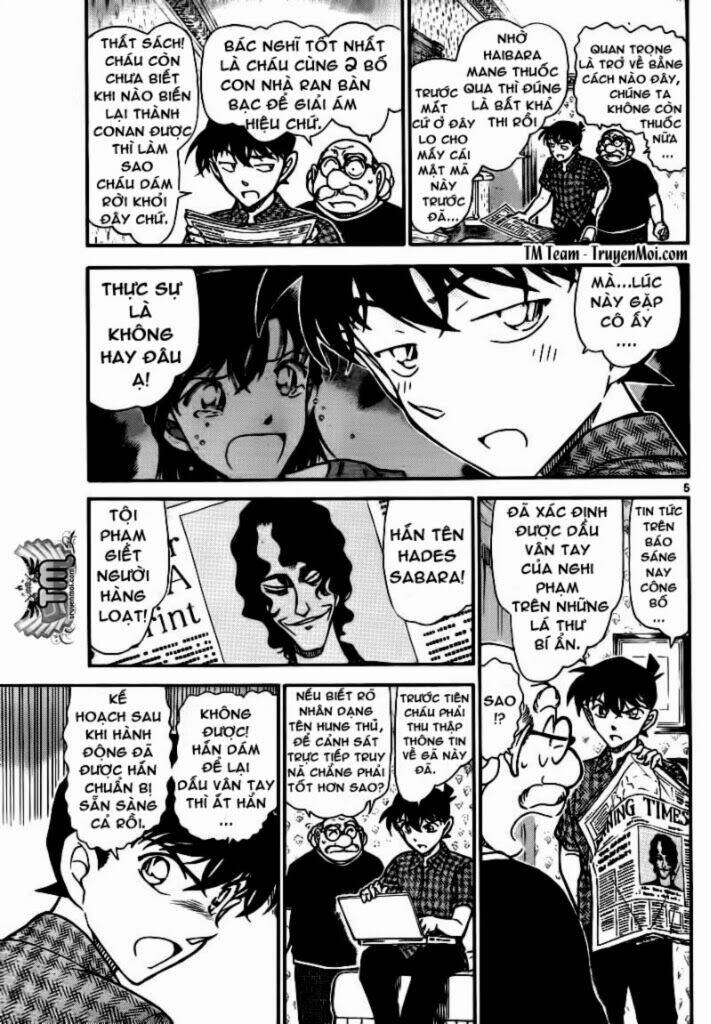 QUAN TRỌNG
LÀ TRỞ VỀ BẰNG
CÁCH NÀO ĐÂY,
CHÚNG TA
KHÔNG CÒN
THUỐC
NỮA
...
NHỜ
HAIBARA
MANG THUỐC
QUA THÌ ĐÚNG
LÀ BẤT KHẢ
THI RỒI
TRƯỚC
MẮT
CỨ Ở ĐÂY
LO CHO
MẤY CÁI
MẬT MÃ
NÀY
TRƯỚC
ĐÃ...
BÁC NGHĨ TỐT NHẤT
LÀ CHÁU CÙNG 2 BỐ
CON NHÀ RAN BÀN
BẠC ĐỂ GIẢI ÁM
HIỆU CHỨ.
THẤT SÁCH!
CHÁU CÒN
CHƯA BIẾT
KHI NÀO BIẾN
LẠI THÀNH
CONAN ĐƯỢC
THÌ LÀM
SAO
CHÁU DÁM
RỜI KHỎI
ĐÂY CHỨ.
TM Team - TruyenMoi.com
MÀ...LÚC
NÀY GẶP
CÔ ẤY
....
THỰC SỰ
LÀ
KHÔNG
HAY ĐÂU
Ạ!
5
TIN TỨC
TRÊN
BÁO
SÁNG
NAY
CÔNG
BỐ
...
ĐÃ XÁC ĐỊNH
ĐƯỢC DẤU
VÂN TAY
CỦA NGHI
PHẠM
TRÊN NHỮNG
LÁ THƯ
BÍ ẨN.
SAO
!?
NING TIMES
HẮN TÊN
HADES
SABARA!
TỘI
PHẠM
GIẾT
NGƯỜI
HÀNG
LOẠT!
r
A
rint
TM
truyenmoi.com
TRƯỚC TIÊN
CHÁU PHẢI
THU THẬP
THÔNG TIN
VỀ GÃ NÀY
ĐÃ.
NẾU BIẾT RÕ
NHÂN DẠNG
TÊN HUNG THỦ,
ĐỂ CẢNH SÁT
TRỰC TIẾP TRUY
NÃ CHẲNG PHẢI
TỐT HƠN SAO?
KHÔNG
ĐƯỢC!
HẮN DÁM
ĐỂ LẠI
DẤU VÂN TAY
THÌ ẮT HẲN
...
KẾ
HOẠCH SAU
KHI HÀNH
ĐỘNG ĐÃ
ĐƯỢC HẮN
CHUẨN BỊ
SẴN SÀNG
CẢ RỒI.